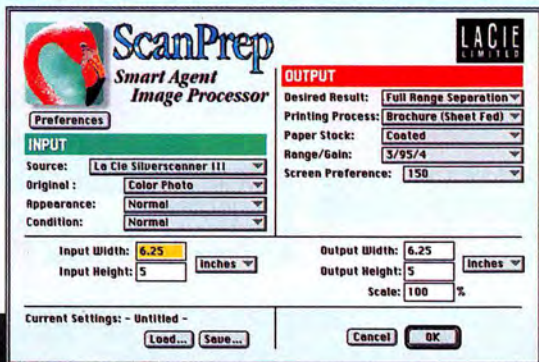 ScanPrep
Smart Agent
Image Processor
LACIE
LIMITED
Preferences
INPUT
Source: La Cie Silverscanner III
Original : Color Photo
Appearance: Normal
Condition: Normal
OUTPUT
Desired Result: Full Range Separation
Printing Process: Brochure (Sheet Fed)
Paper Stock: Coated
Range/Gain: 3/95/4
Screen Preference: 150
Input Width: 6.25
Input Height: 5
Inches
Output Width: 6.25
Output Height: 5
Inches
Scale: 100 %
Current Settings: - Untitled -
Load... Save...
Cancel OK